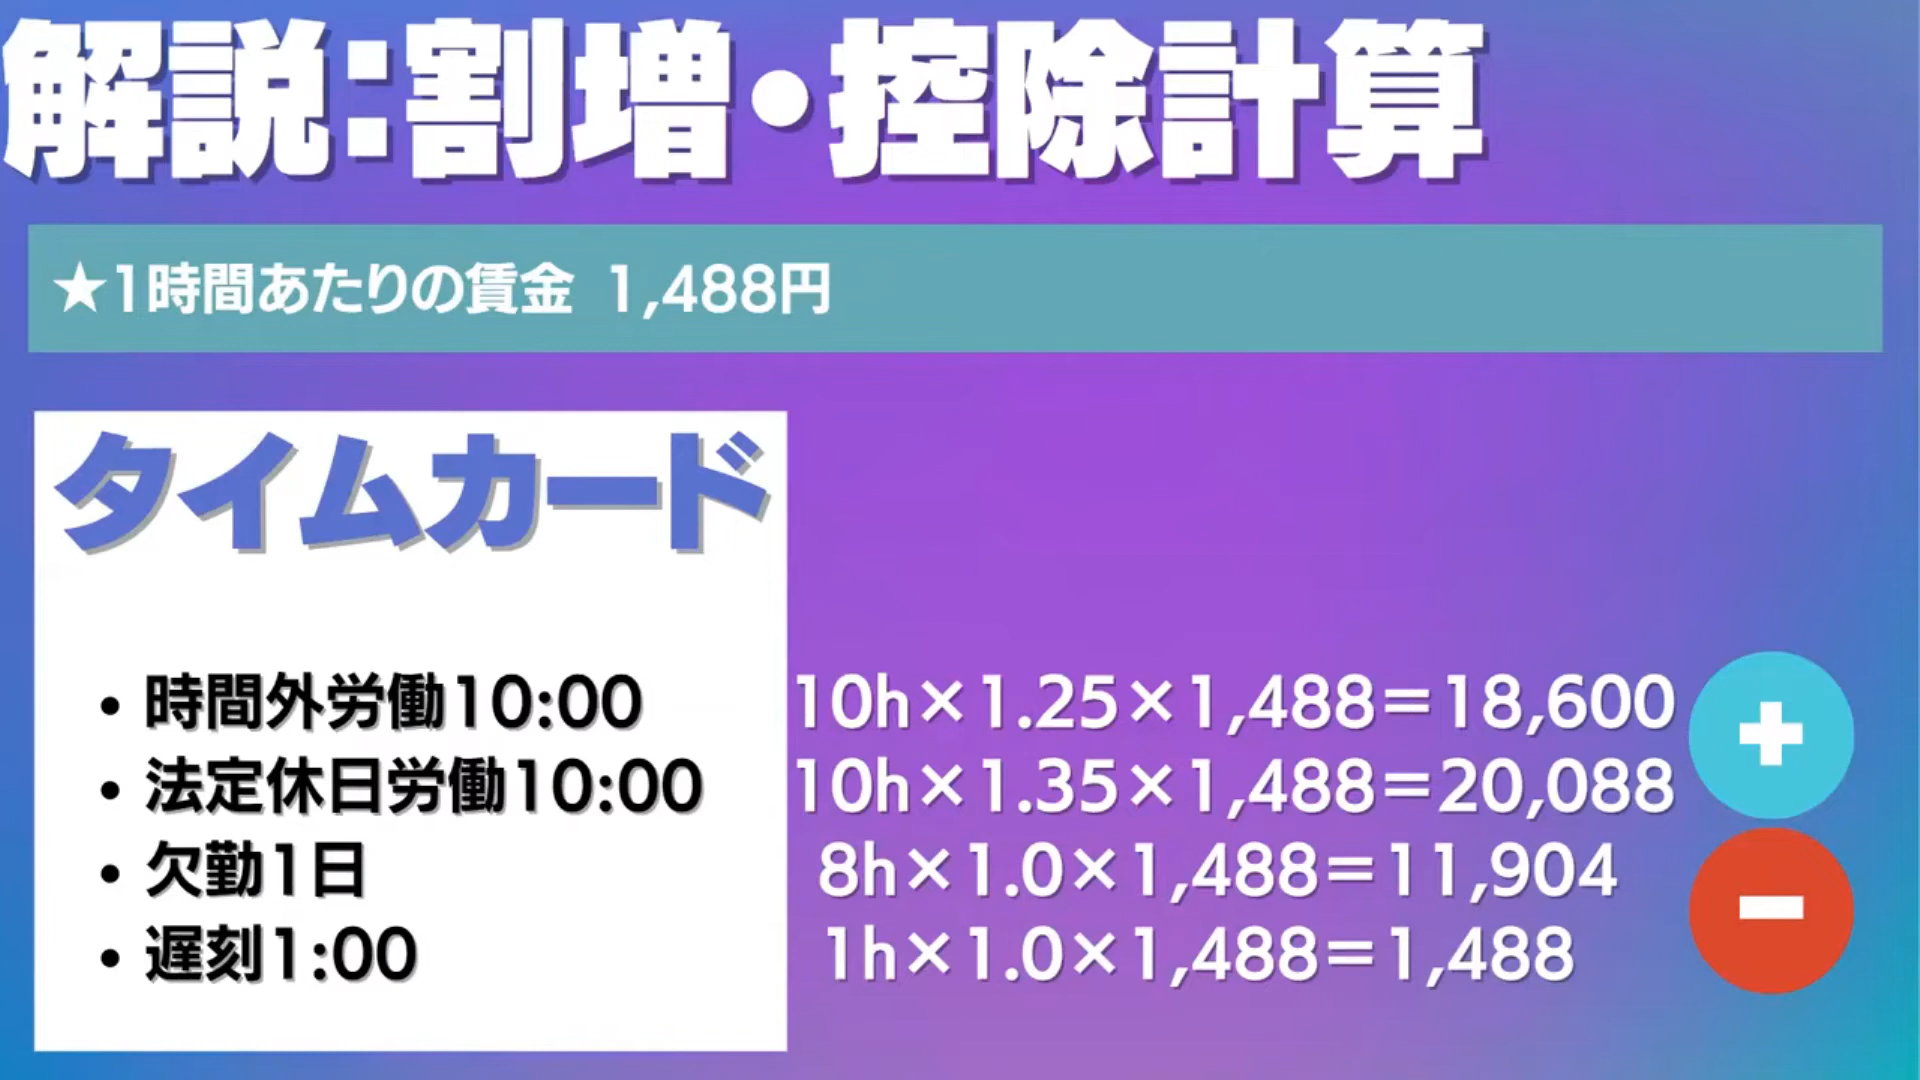 解説:割増・控除計算
★1時間あたりの賃金 1,488円
タイムカード
• 時間外労働10:00
10h×1.25×1,488=18,600
• 法定休日労働10:00
10h×1.35×1,488=20,088
• 欠勤1日
8h×1.0×1,488=11,904
• 遅刻1:00
1h×1.0×1,488=1,488
+
-